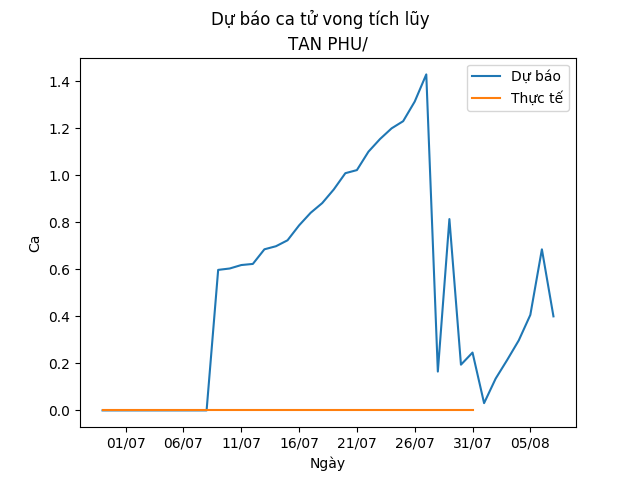 Dự báo ca tử vong tích lũy
TAN PHU/
Dự báo
Thực tế
Ca
1.4
1.2
1.0
0.8
0.6
0.4
0.2
0.0
01/07 06/07 11/07 16/07 21/07 26/07 31/07 05/08
Ngày